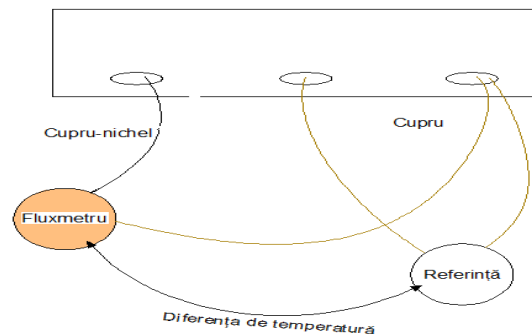 Cupru-nichel
Cupru
Fluxmetru
Referință
Diferența de temperatură